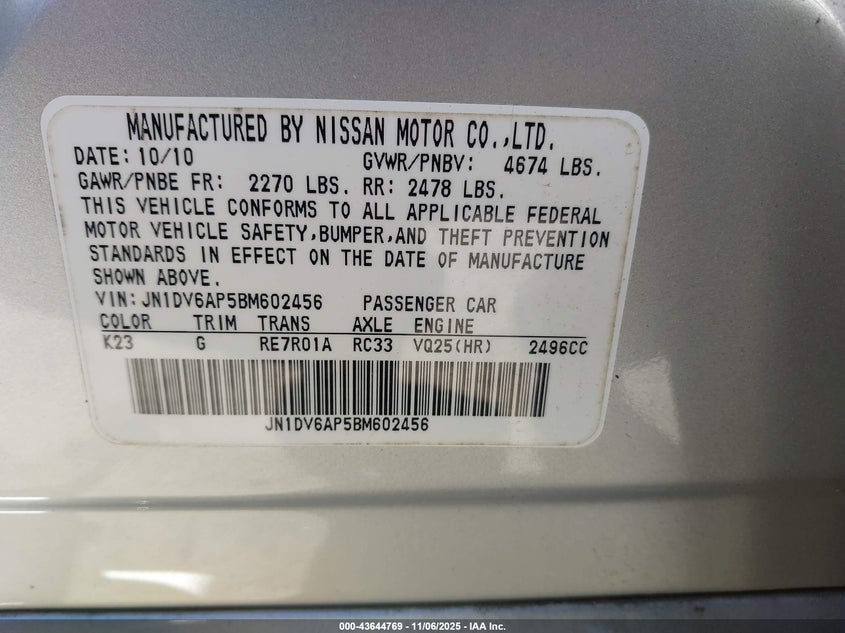 MANUFACTURED BY NISSAN MOTOR CO.,LTD.
DATE: 10/10 GVWR/PNBV: 4674 LBS.
GAWR/PNBE FR: 2270 LBS. RR: 2478 LBS.
THIS VEHICLE CONFORMS TO ALL APPLICABLE FEDERAL
MOTOR VEHICLE SAFETY,BUMPER,AND THEFT PREVENTION
STANDARDS IN EFFECT ON THE DATE OF MANUFACTURE
SHOWN ABOVE.
VIN: JN1DV6AP5BM602456 PASSENGER CAR
COLOR TRIM TRANS AXLE ENGINE
K23 G RE7R01A RC33 VQ25(HR) 2496CC
JN1DV6AP5BM602456
000-43644769 - 11/06/2025 - IAA Inc.